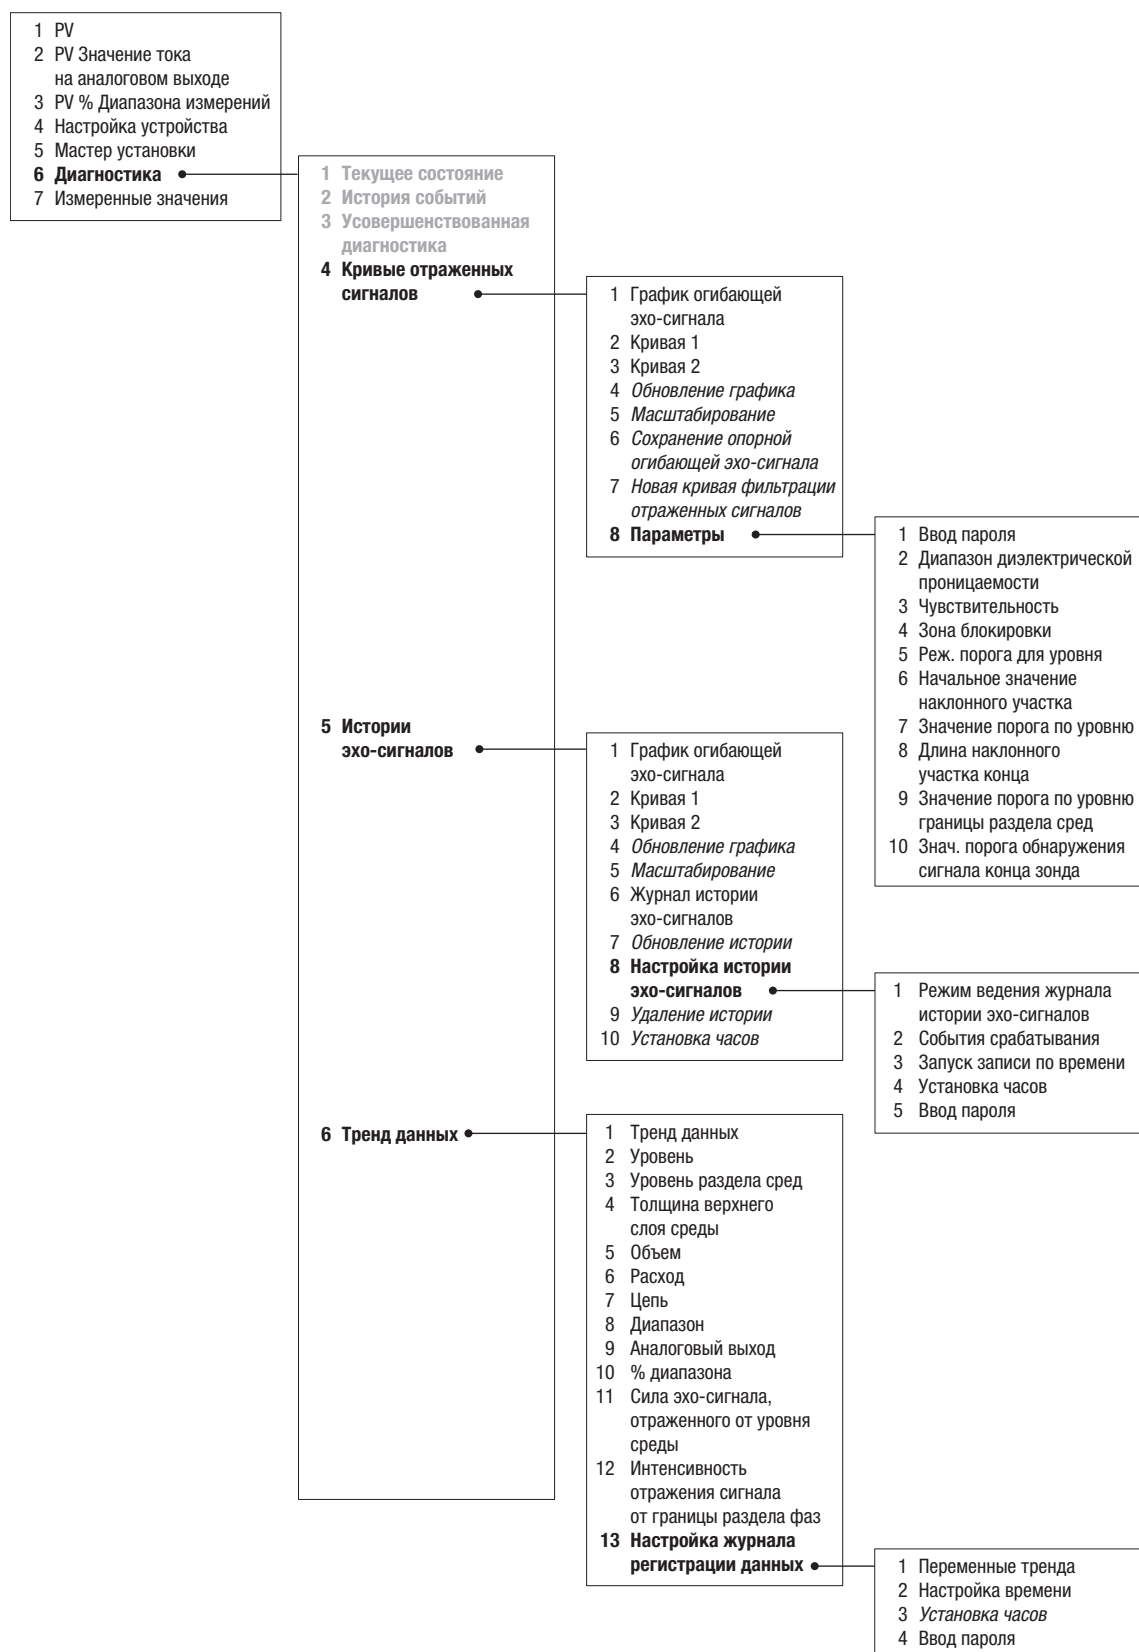 1 PV
2 PV Значение тока
на аналоговом выходе
3 PV % Диапазона измерений
4 Настройка устройства
5 Мастер установки
6 Диагностика
7 Измеренные значения
1 Текущее состояние
2 История событий
3 Усовершенствованная
диагностика
4 Кривые отраженных
сигналов
1 График огибающей
эхо-сигнала
2 Кривая 1
3 Кривая 2
4 Обновление графика
5 Масштабирование
6 Сохранение опорной
огибающей эхо-сигнала
7 Новая кривая фильтрации
отраженных сигналов
8 Параметры
1 Ввод пароля
2 Диапазон диэлектрической
проницаемости
3 Чувствительность
4 Зона блокировки
5 Реж. порога для уровня
6 Начальное значение
наклонного участка
7 Значение порога по уровню
8 Длина наклонного
участка конца
9 Значение порога по уровню
границы раздела сред
10 Знач. порога обнаружения
сигнала конца зонда
5 Истории
эхо-сигналов
1 График огибающей
эхо-сигнала
2 Кривая 1
3 Кривая 2
4 Обновление графика
5 Масштабирование
6 Журнал истории
эхо-сигналов
7 Обновление истории
8 Настройка истории
эхо-сигналов
9 Удаление истории
10 Установка часов
1 Режим ведения журнала
истории эхо-сигналов
2 События срабатывания
3 Запуск записи по времени
4 Установка часов
5 Ввод пароля
6 Тренд данных
1 Тренд данных
2 Уровень
3 Уровень раздела сред
4 Толщина верхнего
слоя среды
5 Объем
6 Расход
7 Цепь
8 Диапазон
9 Аналоговый выход
10 % диапазона
11 Сила эхо-сигнала,
отраженного от уровня
среды
12 Интенсивность
отражения сигнала
от границы раздела фаз
13 Настройка журнала
регистрации данных
1 Переменные тренда
2 Настройка времени
3 Установка часов
4 Ввод пароля